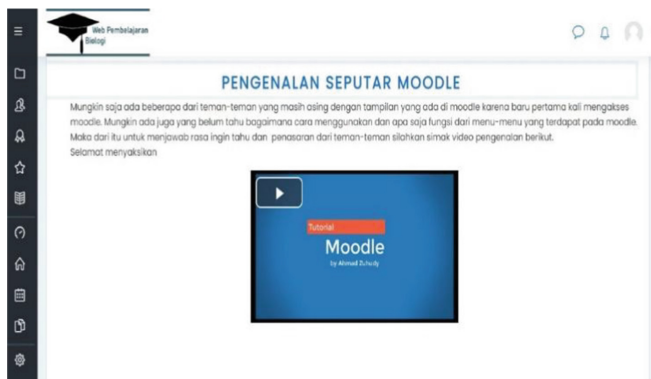 Web Pembelajaran
Biologi
PENGENALAN SEPUTAR MOODLE
Mungkin saja ada beberapa dari teman-teman yang masih asing dengan tampilan yang ada di moodle karena baru pertama kali mengakses
moodle. Mungkin ada juga yang belum tahu bagaimana cara menggunakan dan apa saja fungsi dari menu-menu yang terdapat pada moodle.
Maka dari itu untuk menjawab rasa ingin tahu dan penasaran dari teman-teman silahkan simak video pengenalan berikut.
Selamat menyaksikan
Tutorial
Moodle
by Ahmad Zuhudy